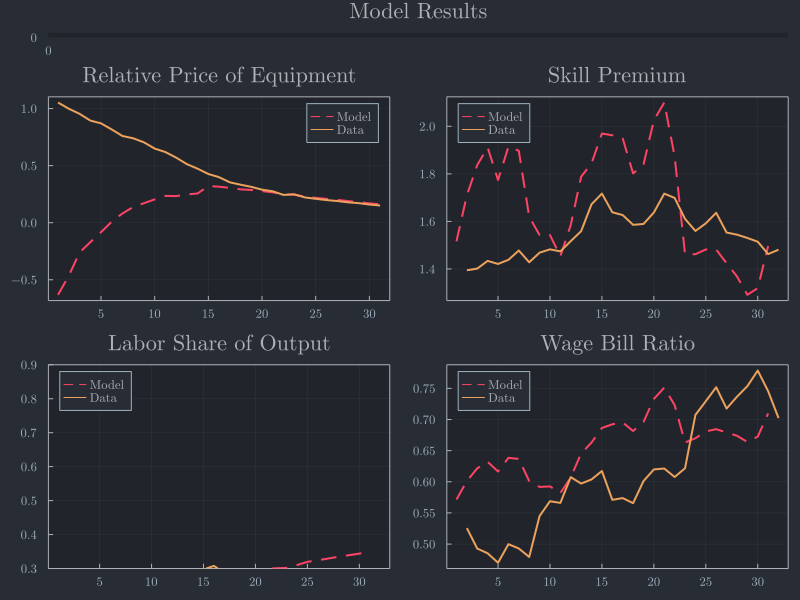 Model Results
0
0
Relative Price of Equipment
1.0
0.5
0.0
−0.5
Model
Data
5 10 15 20 25 30
Skill Premium
2.0
1.8
1.6
1.4
Model
Data
5 10 15 20 25 30
Labor Share of Output
0.9
0.8
0.7
0.6
0.5
0.4
0.3
Model
Data
5 10 15 20 25 30
Wage Bill Ratio
0.75
0.70
0.65
0.60
0.55
0.50
Model
Data
5 10 15 20 25 30